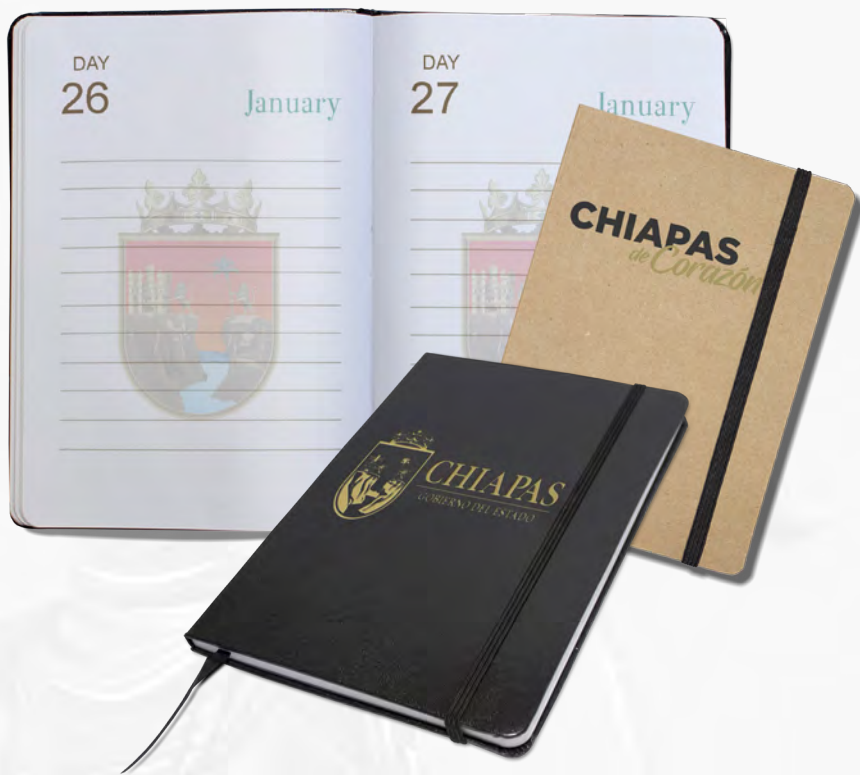 DAY
26
January
DAY
27
January
CHIAPAS
de Corazón
CHIAPAS
GOBIERNO DEL ESTADO